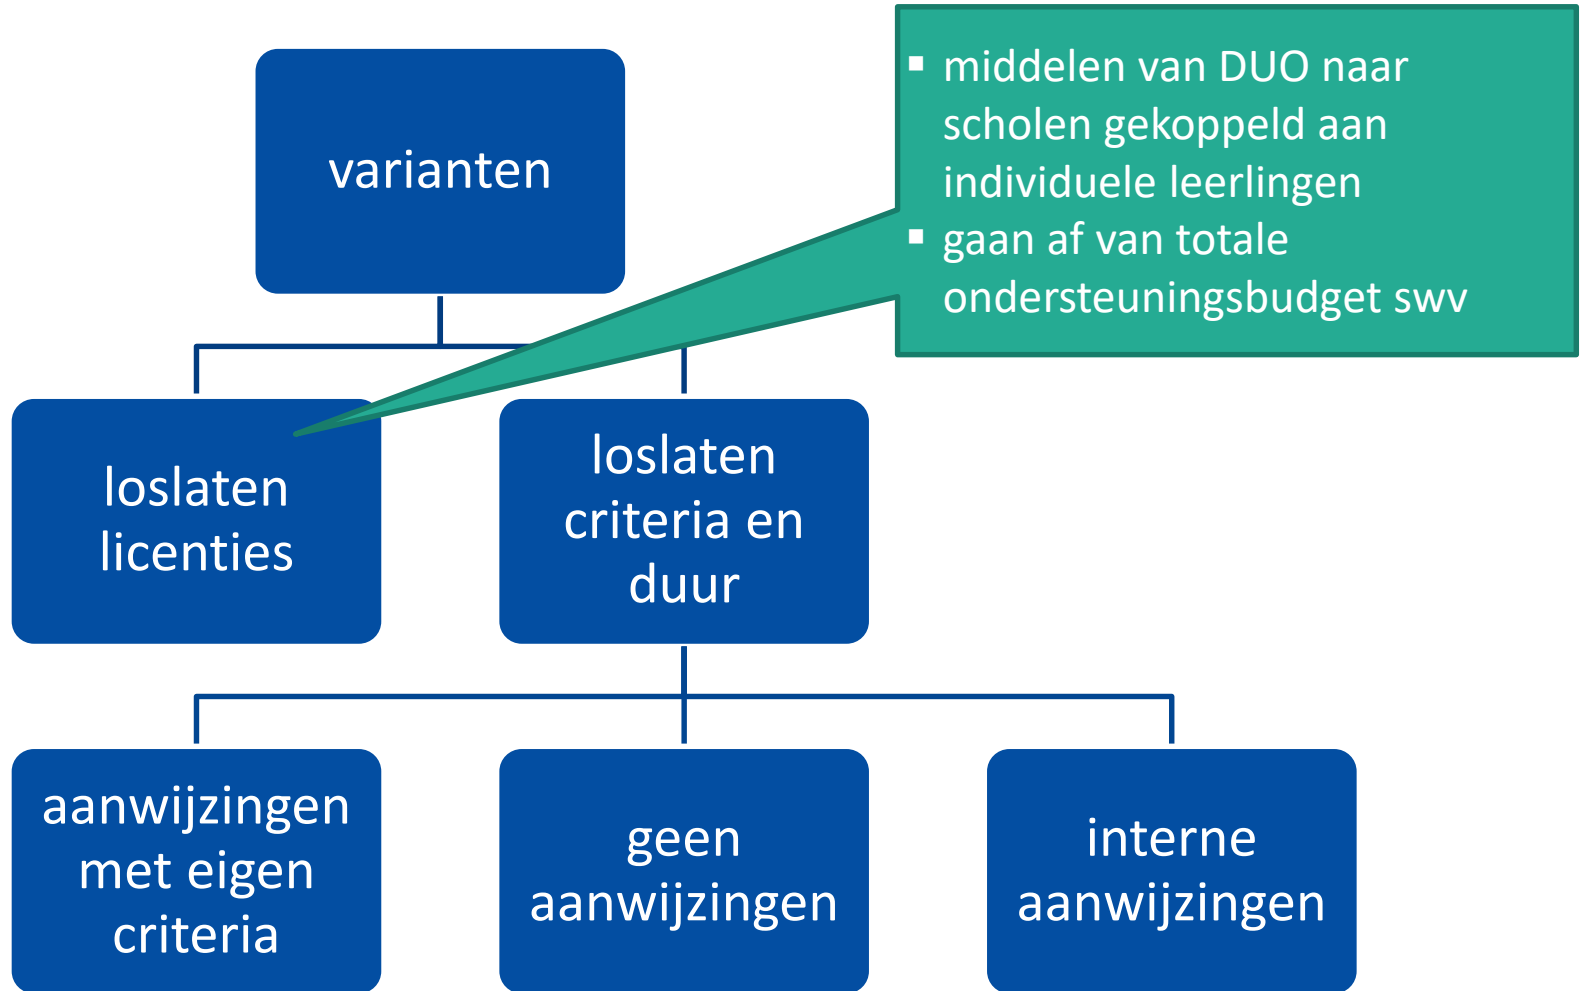 varianten
▪ middelen van DUO naar
scholen gekoppeld aan
individuele leerlingen
▪ gaan af van totale
ondersteuningsbudget swv
loslaten
licenties
loslaten
criteria en
duur
aanwijzingen
met eigen
criteria
geen
aanwijzingen
interne
aanwijzingen